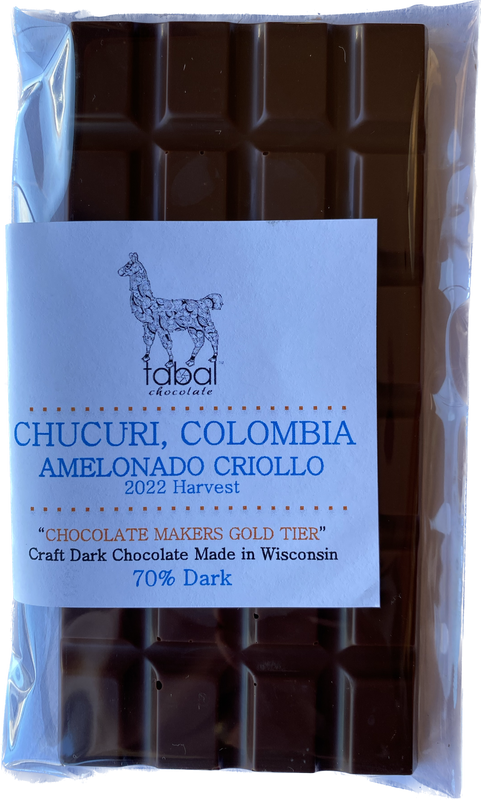 tabal
chocolate
CHUCURI, COLOMBIA
AMELONADO CRIOLLO
2022 Harvest
“CHOCOLATE MAKERS GOLD TIER”
Craft Dark Chocolate Made in Wisconsin
70% Dark